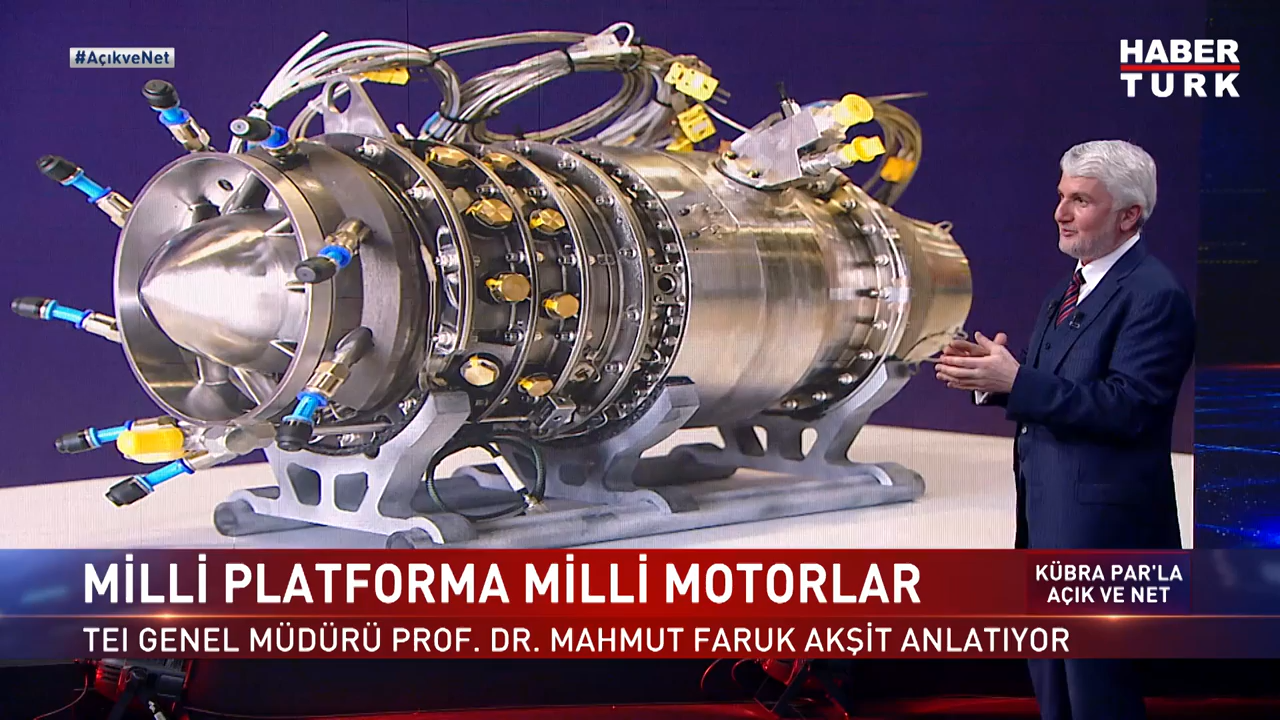 #AçıkveNet
HABER
TURK
MİLLİ PLATFORMA MİLLİ MOTORLAR
KÜBRA PAR'LA
AÇIK VE NET
TEI GENEL MÜDÜRÜ PROF. DR. MAHMUT FARUK AKŞİT ANLATIYOR